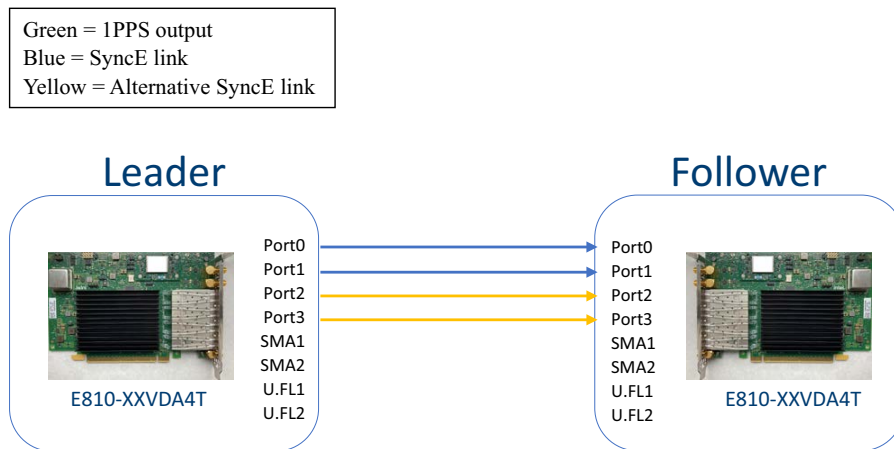 Green = 1PPS output
Blue = SyncE link
Yellow = Alternative SyncE link
Leader
Follower
Port0
Port1
Port2
Port3
SMA1
SMA2
U.FL1
U.FL2
E810-XXVDA4T
Port0
Port1
Port2
Port3
SMA1
SMA2
U.FL1
U.FL2
E810-XXVDA4T